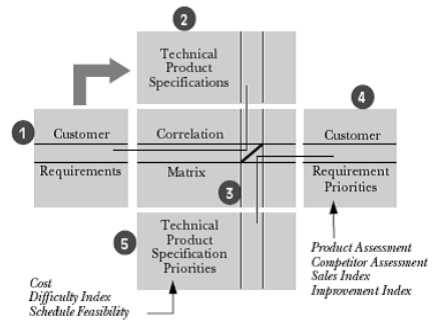 2
Technical
Product
Specifications
4
1
Customer
Requirements
Correlation
Matrix
Customer
Requirement
Priorities
3
5
Technical
Product
Specification
Priorities
Product Assessment
Competitor Assessment
Sales Index
Improvement Index
Cost
Difficulty Index
Schedule Feasibility